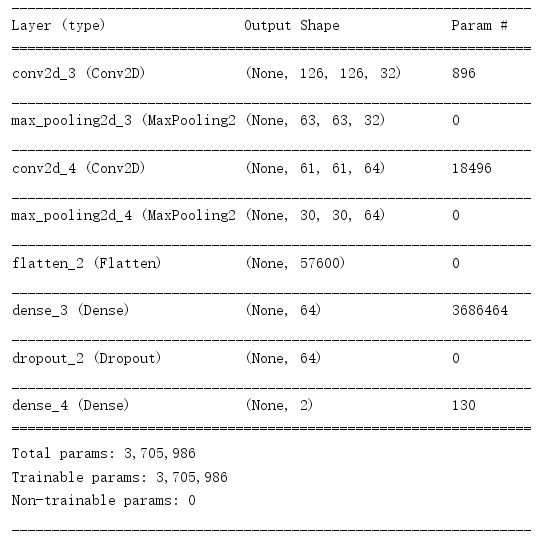 Layer (type) Output Shape Param #
conv2d_3 (Conv2D) (None, 126, 126, 32) 896
max_pooling2d_3 (MaxPooling2 (None, 63, 63, 32) 0
conv2d_4 (Conv2D) (None, 61, 61, 64) 18496
max_pooling2d_4 (MaxPooling2 (None, 30, 30, 64) 0
flatten_2 (Flatten) (None, 57600) 0
dense_3 (Dense) (None, 64) 3686464
dropout_2 (Dropout) (None, 64) 0
dense_4 (Dense) (None, 2) 130
Total params: 3,705,986
Trainable params: 3,705,986
Non-trainable params: 0